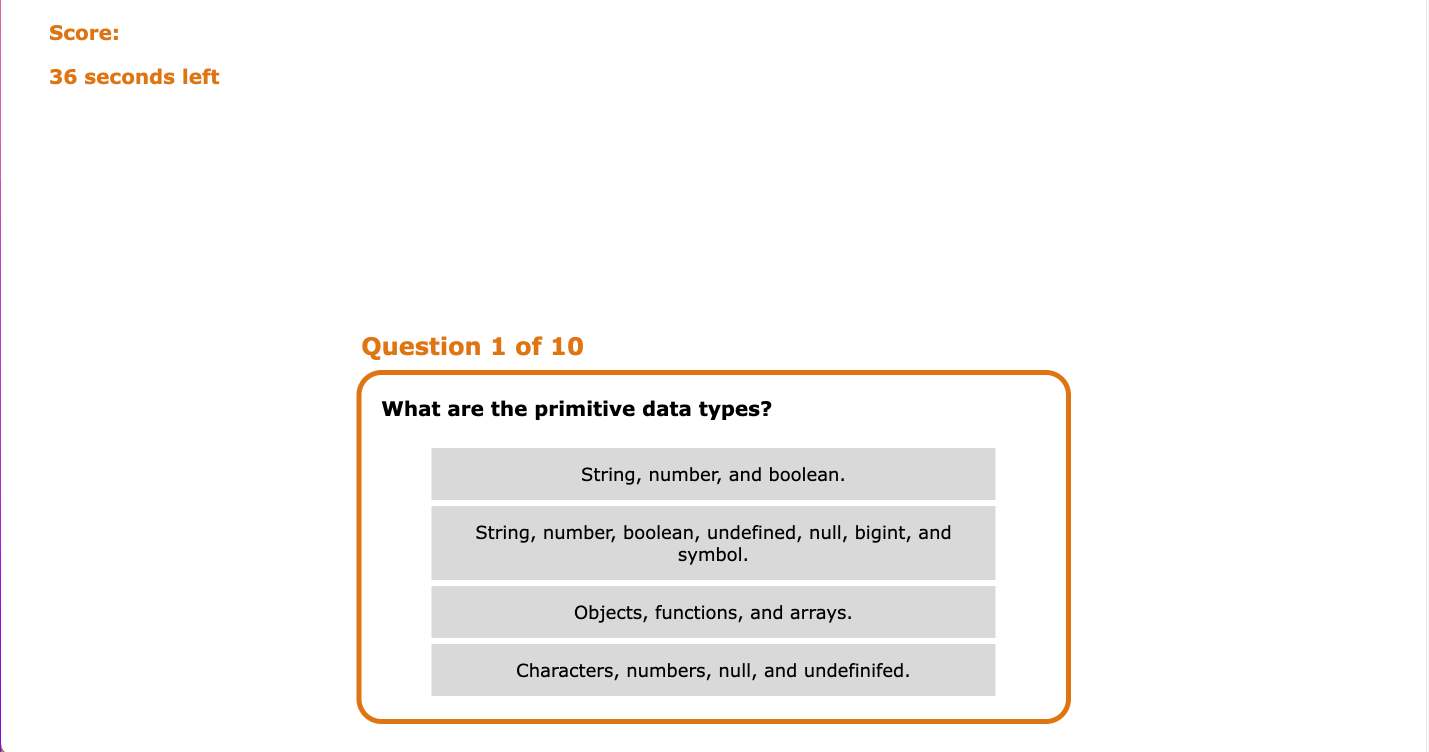 Score:
36 seconds left
Question 1 of 10
What are the primitive data types?
String, number, and boolean.
String, number, boolean, undefined, null, bigint, and
symbol.
Objects, functions, and arrays.
Characters, numbers, null, and undefinifed.